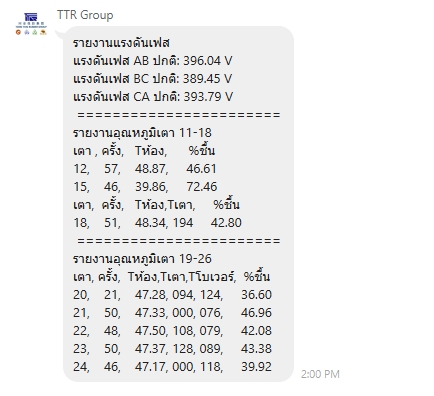 TTR Group
รายงานแรงดันเฟส
แรงดันเฟส AB ปกติ: 396.04 V
แรงดันเฟส BC ปกติ: 389.45 V
แรงดันเฟส CA ปกติ: 393.79 V
=======================
รายงานอุณหภูมิเตา 11-18
เตา , ครั้ง, Tห้อง, %ชื้น
12, 57, 48.87, 46.61
15, 46, 39.86, 72.46
เตา, ครั้ง, Tห้อง,Tเตา, %ชื้น
18, 51, 48.34, 194 42.80
=======================
รายงานอุณหภูมิเตา 19-26
เตา, ครั้ง, Tห้อง,Tเตา,Tโบเวอร์, %ชื้น
20, 21, 47.28, 094, 124, 36.60
21, 50, 47.33, 000, 076, 46.96
22, 48, 47.50, 108, 079, 42.08
23, 50, 47.37, 128, 089, 43.38
24, 46, 47.17, 000, 118, 39.92
2:00 PM